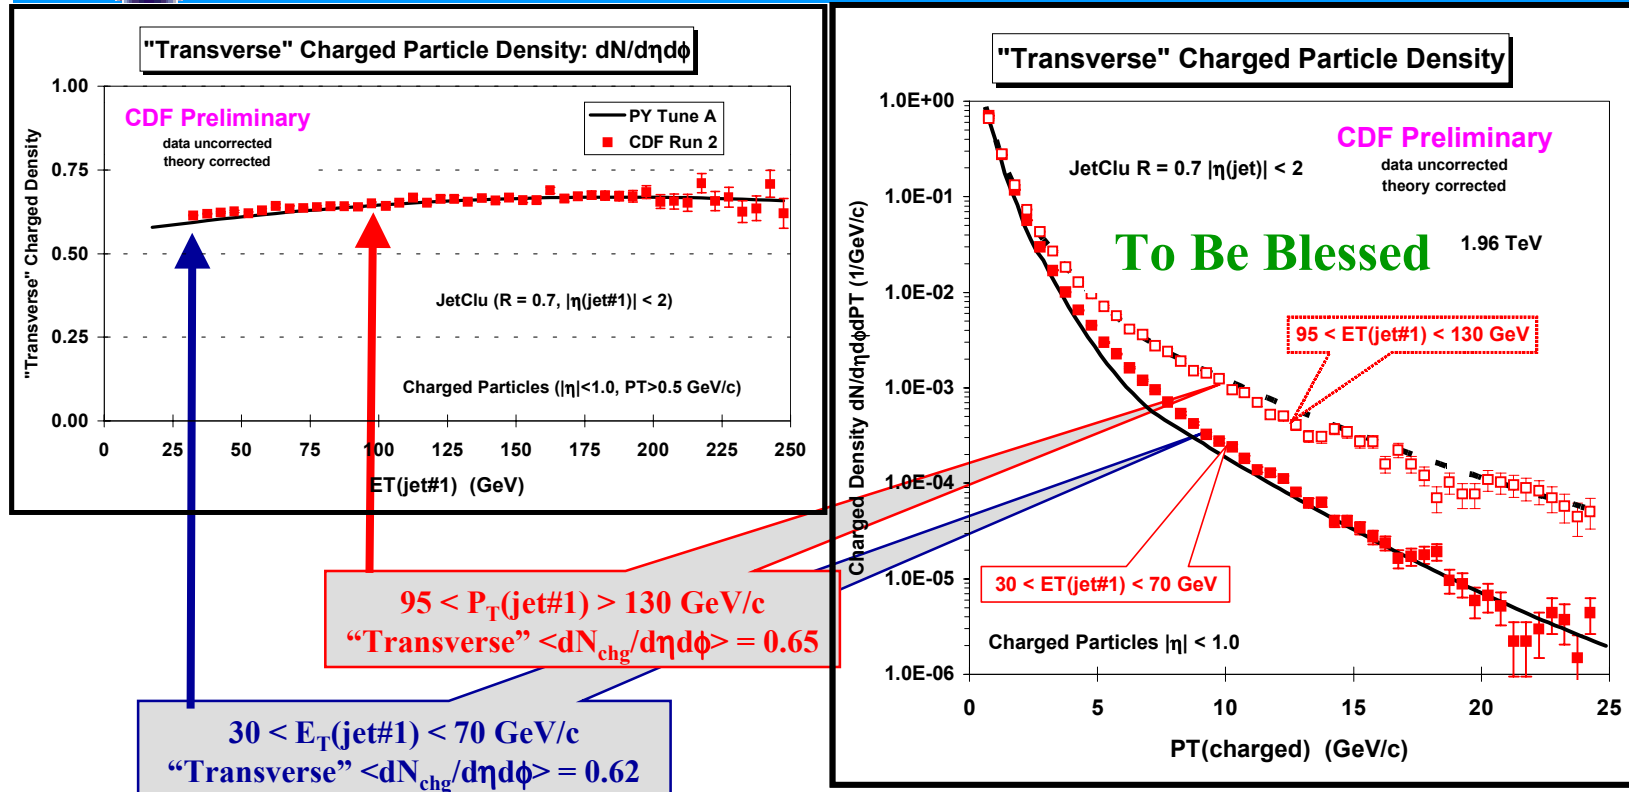 "Transverse" Charged Particle Density: dN/dηdϕ
1.00
0.75
0.50
0.25
0.00
"Transverse" Charged Density
CDF Preliminary
data uncorrected
theory corrected
PY Tune A
CDF Run 2
JetClu (R = 0.7, |η(jet#1)| < 2)
Charged Particles (|η|<1.0, PT>0.5 GeV/c)
0 25 50 75 100 125 150 175 200 225 250
ET(jet#1) (GeV)
"Transverse" Charged Particle Density
1.0E+00
1.0E-01
1.0E-02
1.0E-03
1.0E-04
1.0E-05
1.0E-06
Charged Density dN/dηdϕdPT (1/GeV/c)
CDF Preliminary
data uncorrected
theory corrected
JetClu R = 0.7 |η(jet)| < 2
To Be Blessed
1.96 TeV
95 < ET(jet#1) < 130 GeV
30 < ET(jet#1) < 70 GeV
Charged Particles |η| < 1.0
0 5 10 15 20 25
PT(charged) (GeV/c)
95 < PT(jet#1) > 130 GeV/c
“Transverse” <dNchg/dηdϕ> = 0.65
30 < ET(jet#1) < 70 GeV/c
“Transverse” <dNchg/dηdϕ> = 0.62